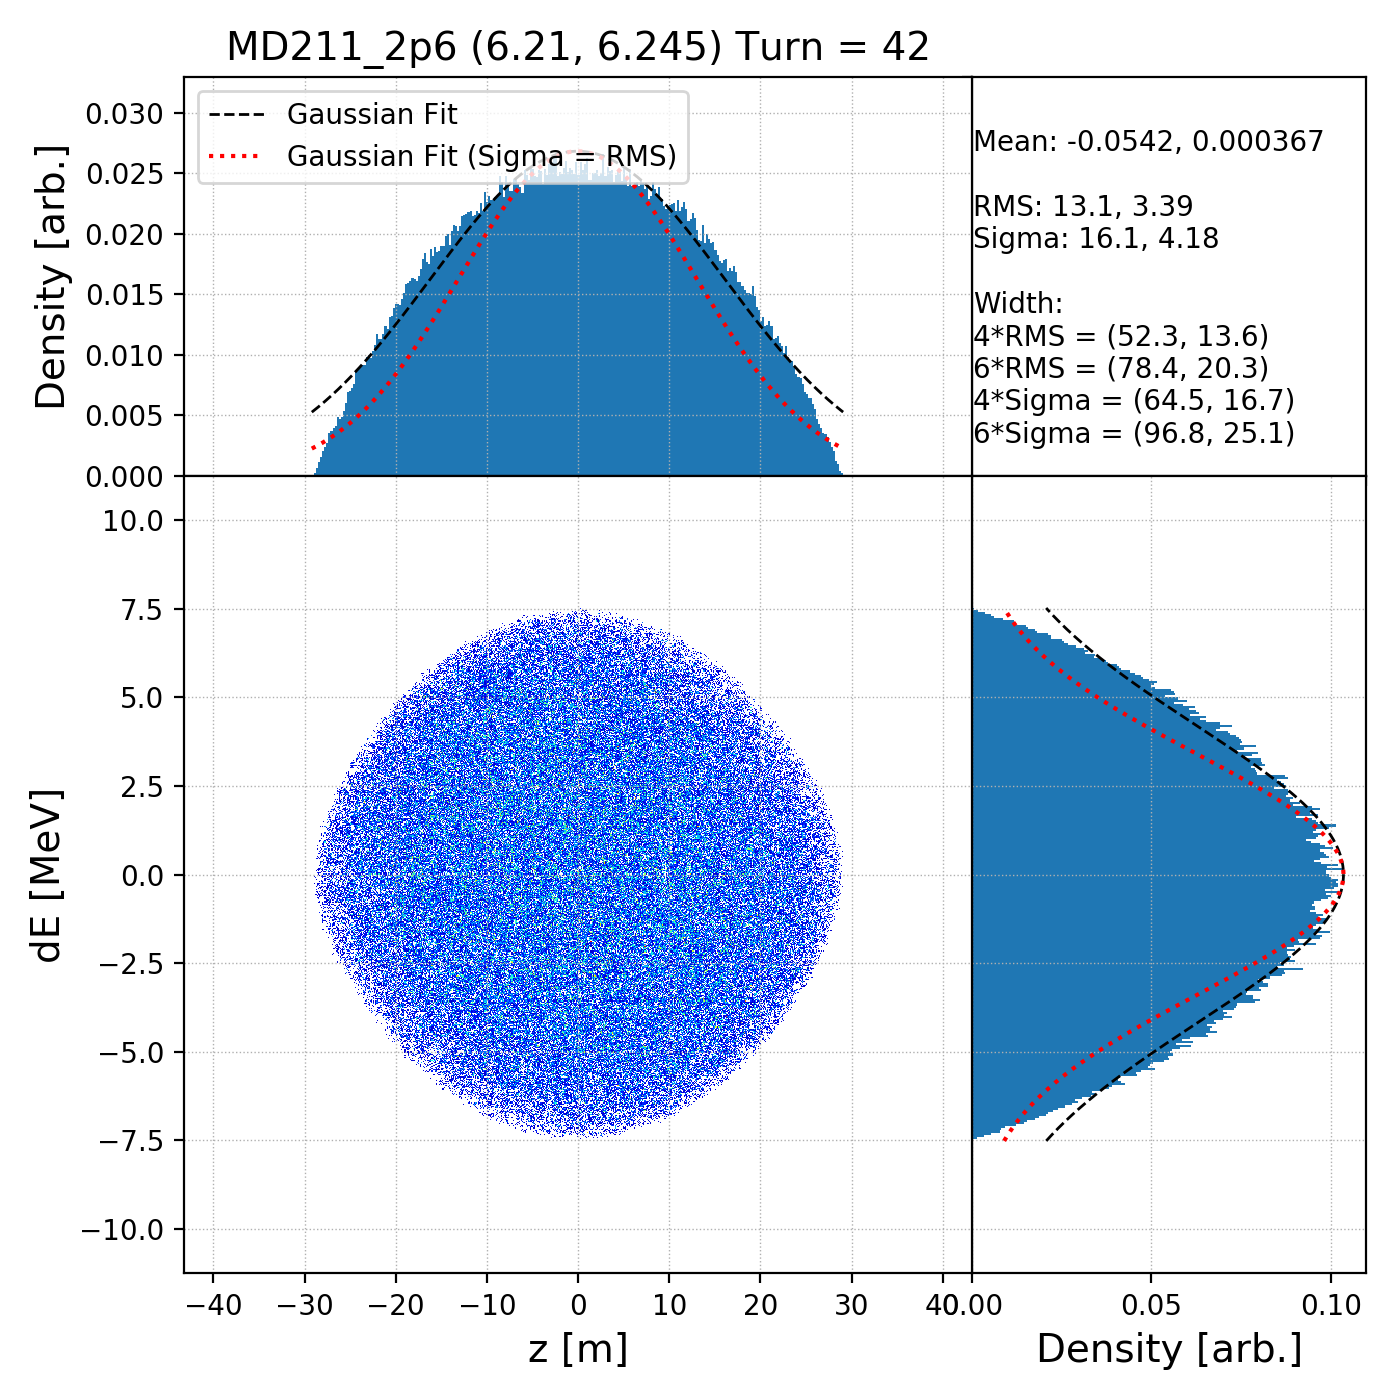 MD211_2p6 (6.21, 6.245) Turn = 42
Gaussian Fit
Gaussian Fit (Sigma = RMS)
Density [arb.]
0.030
0.025
0.020
0.015
0.010
0.005
0.000
Mean: -0.0542, 0.000367
RMS: 13.1, 3.39
Sigma: 16.1, 4.18
Width:
4*RMS = (52.3, 13.6)
6*RMS = (78.4, 20.3)
4*Sigma = (64.5, 16.7)
6*Sigma = (96.8, 25.1)
dE [MeV]
10.0
7.5
5.0
2.5
0.0
−2.5
−5.0
−7.5
−10.0
−40 −30 −20 −10 0 10 20 30 40
z [m]
0.00 0.05 0.10
Density [arb.]